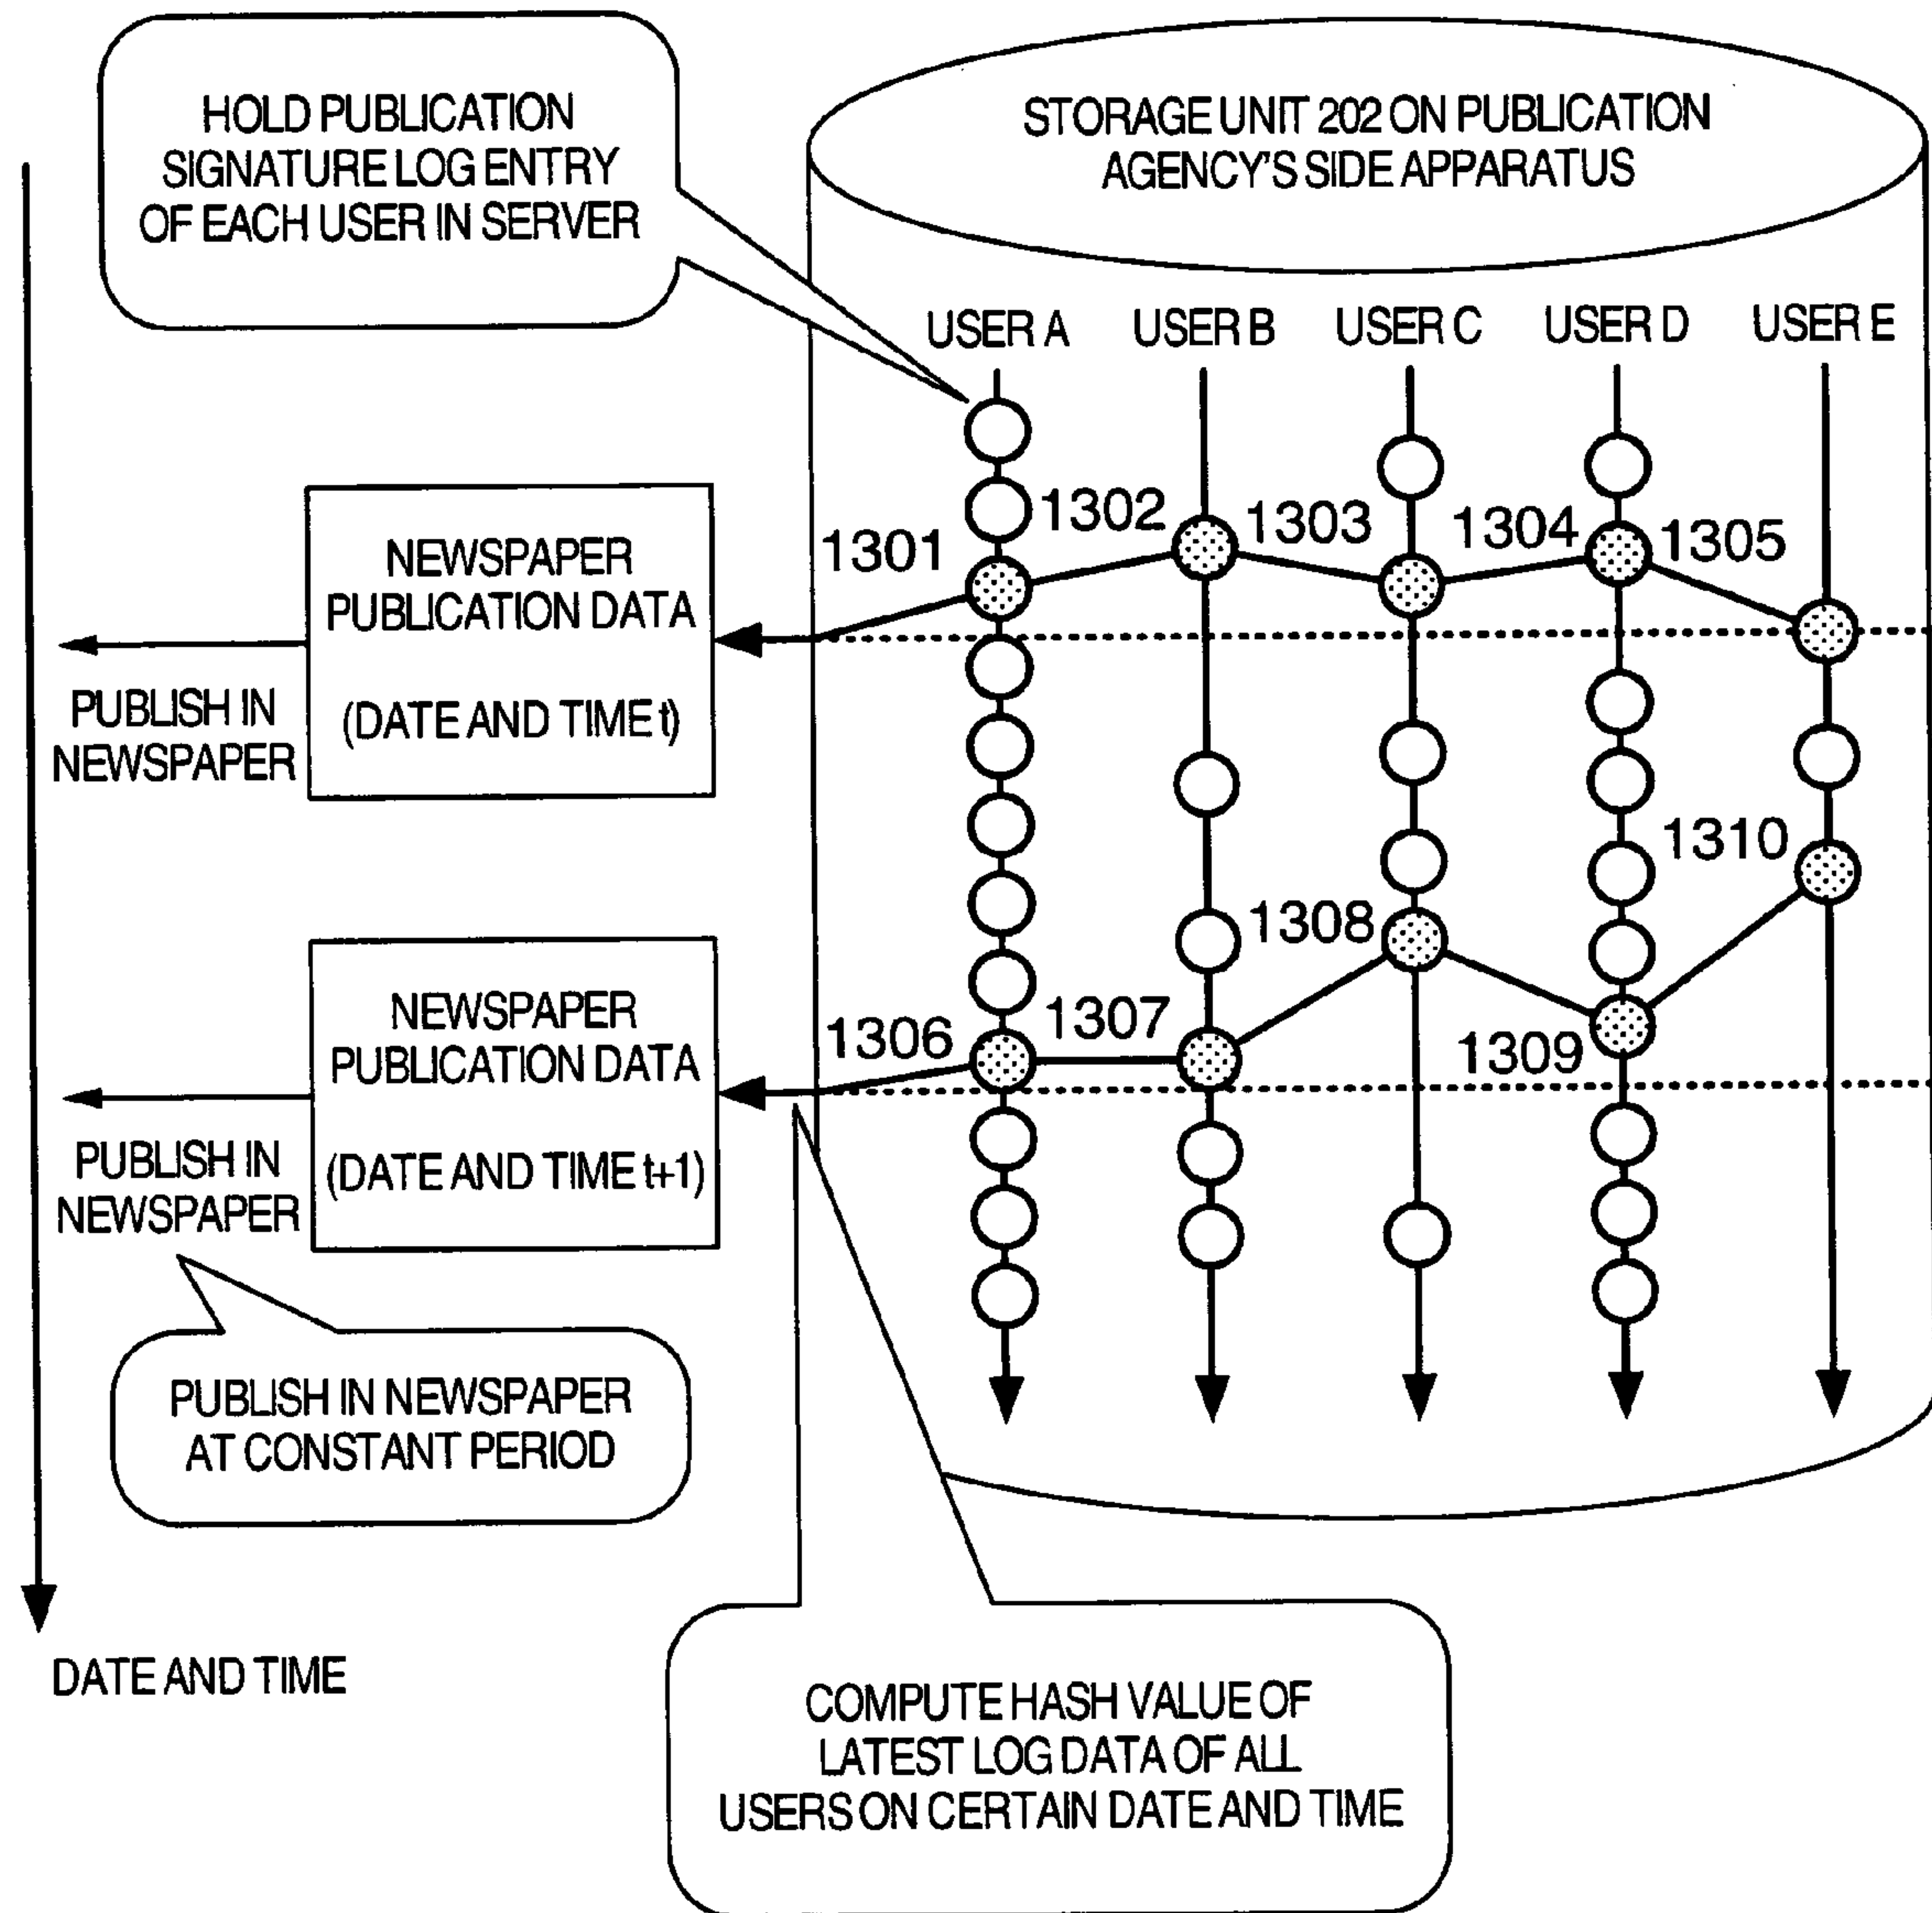 HOLD PUBLICATION
SIGNATURE LOG ENTRY
OF EACH USER IN SERVER
STORAGE UNIT 202 ON PUBLICATION
AGENCY'S SIDE APPARATUS
USER A
USER B
USER C
USER D
USER E
1301
1302
1303
1304
1305
NEWSPAPER
PUBLICATION DATA
(DATE AND TIME t)
PUBLISH IN
NEWSPAPER
1306
1307
1308
1309
1310
NEWSPAPER
PUBLICATION DATA
(DATE AND TIME t+1)
PUBLISH IN
NEWSPAPER
PUBLISH IN NEWSPAPER
AT CONSTANT PERIOD
DATE AND TIME
COMPUTE HASH VALUE OF
LATEST LOG DATA OF ALL
USERS ON CERTAIN DATE AND TIME